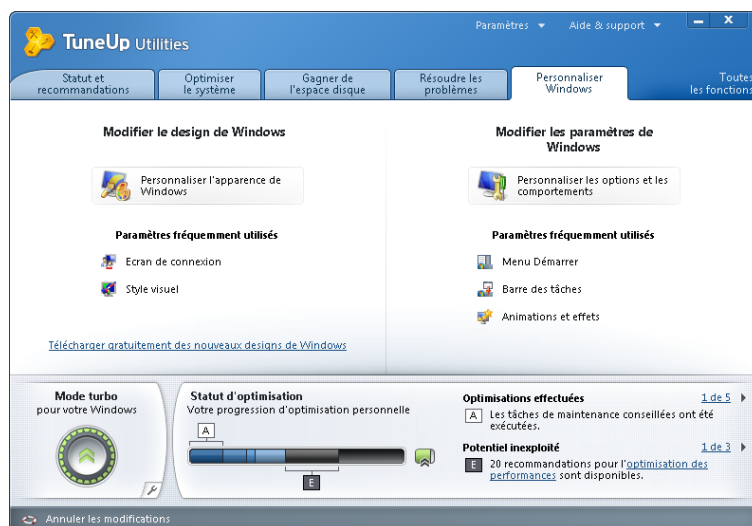 Paramètres
Aide & support
TuneUp Utilities
Statut et
recommandations
Optimiser
le système
Gagner de
l'espace disque
Résoudre les
problèmes
Personnaliser
Windows
Toutes
les fonctions
Modifier le design de Windows
Personnaliser l'apparence de
Windows
Paramètres fréquemment utilisés
Ecran de connexion
Style visuel
Télécharger gratuitement des nouveaux designs de Windows
Modifier les paramètres de
Windows
Personnaliser les options et les
comportements
Paramètres fréquemment utilisés
Menu Démarrer
Barre des tâches
Animations et effets
Mode turbo
pour votre Windows
Statut d'optimisation
Votre progression d'optimisation personnelle
A
E
Optimisations effectuées
1 de 5
A Les tâches de maintenance conseillées ont été
exécutées.
Potentiel inexploité
1 de 3
E 20 recommandations pour l'optimisation des
performances sont disponibles.
Annuler les modifications